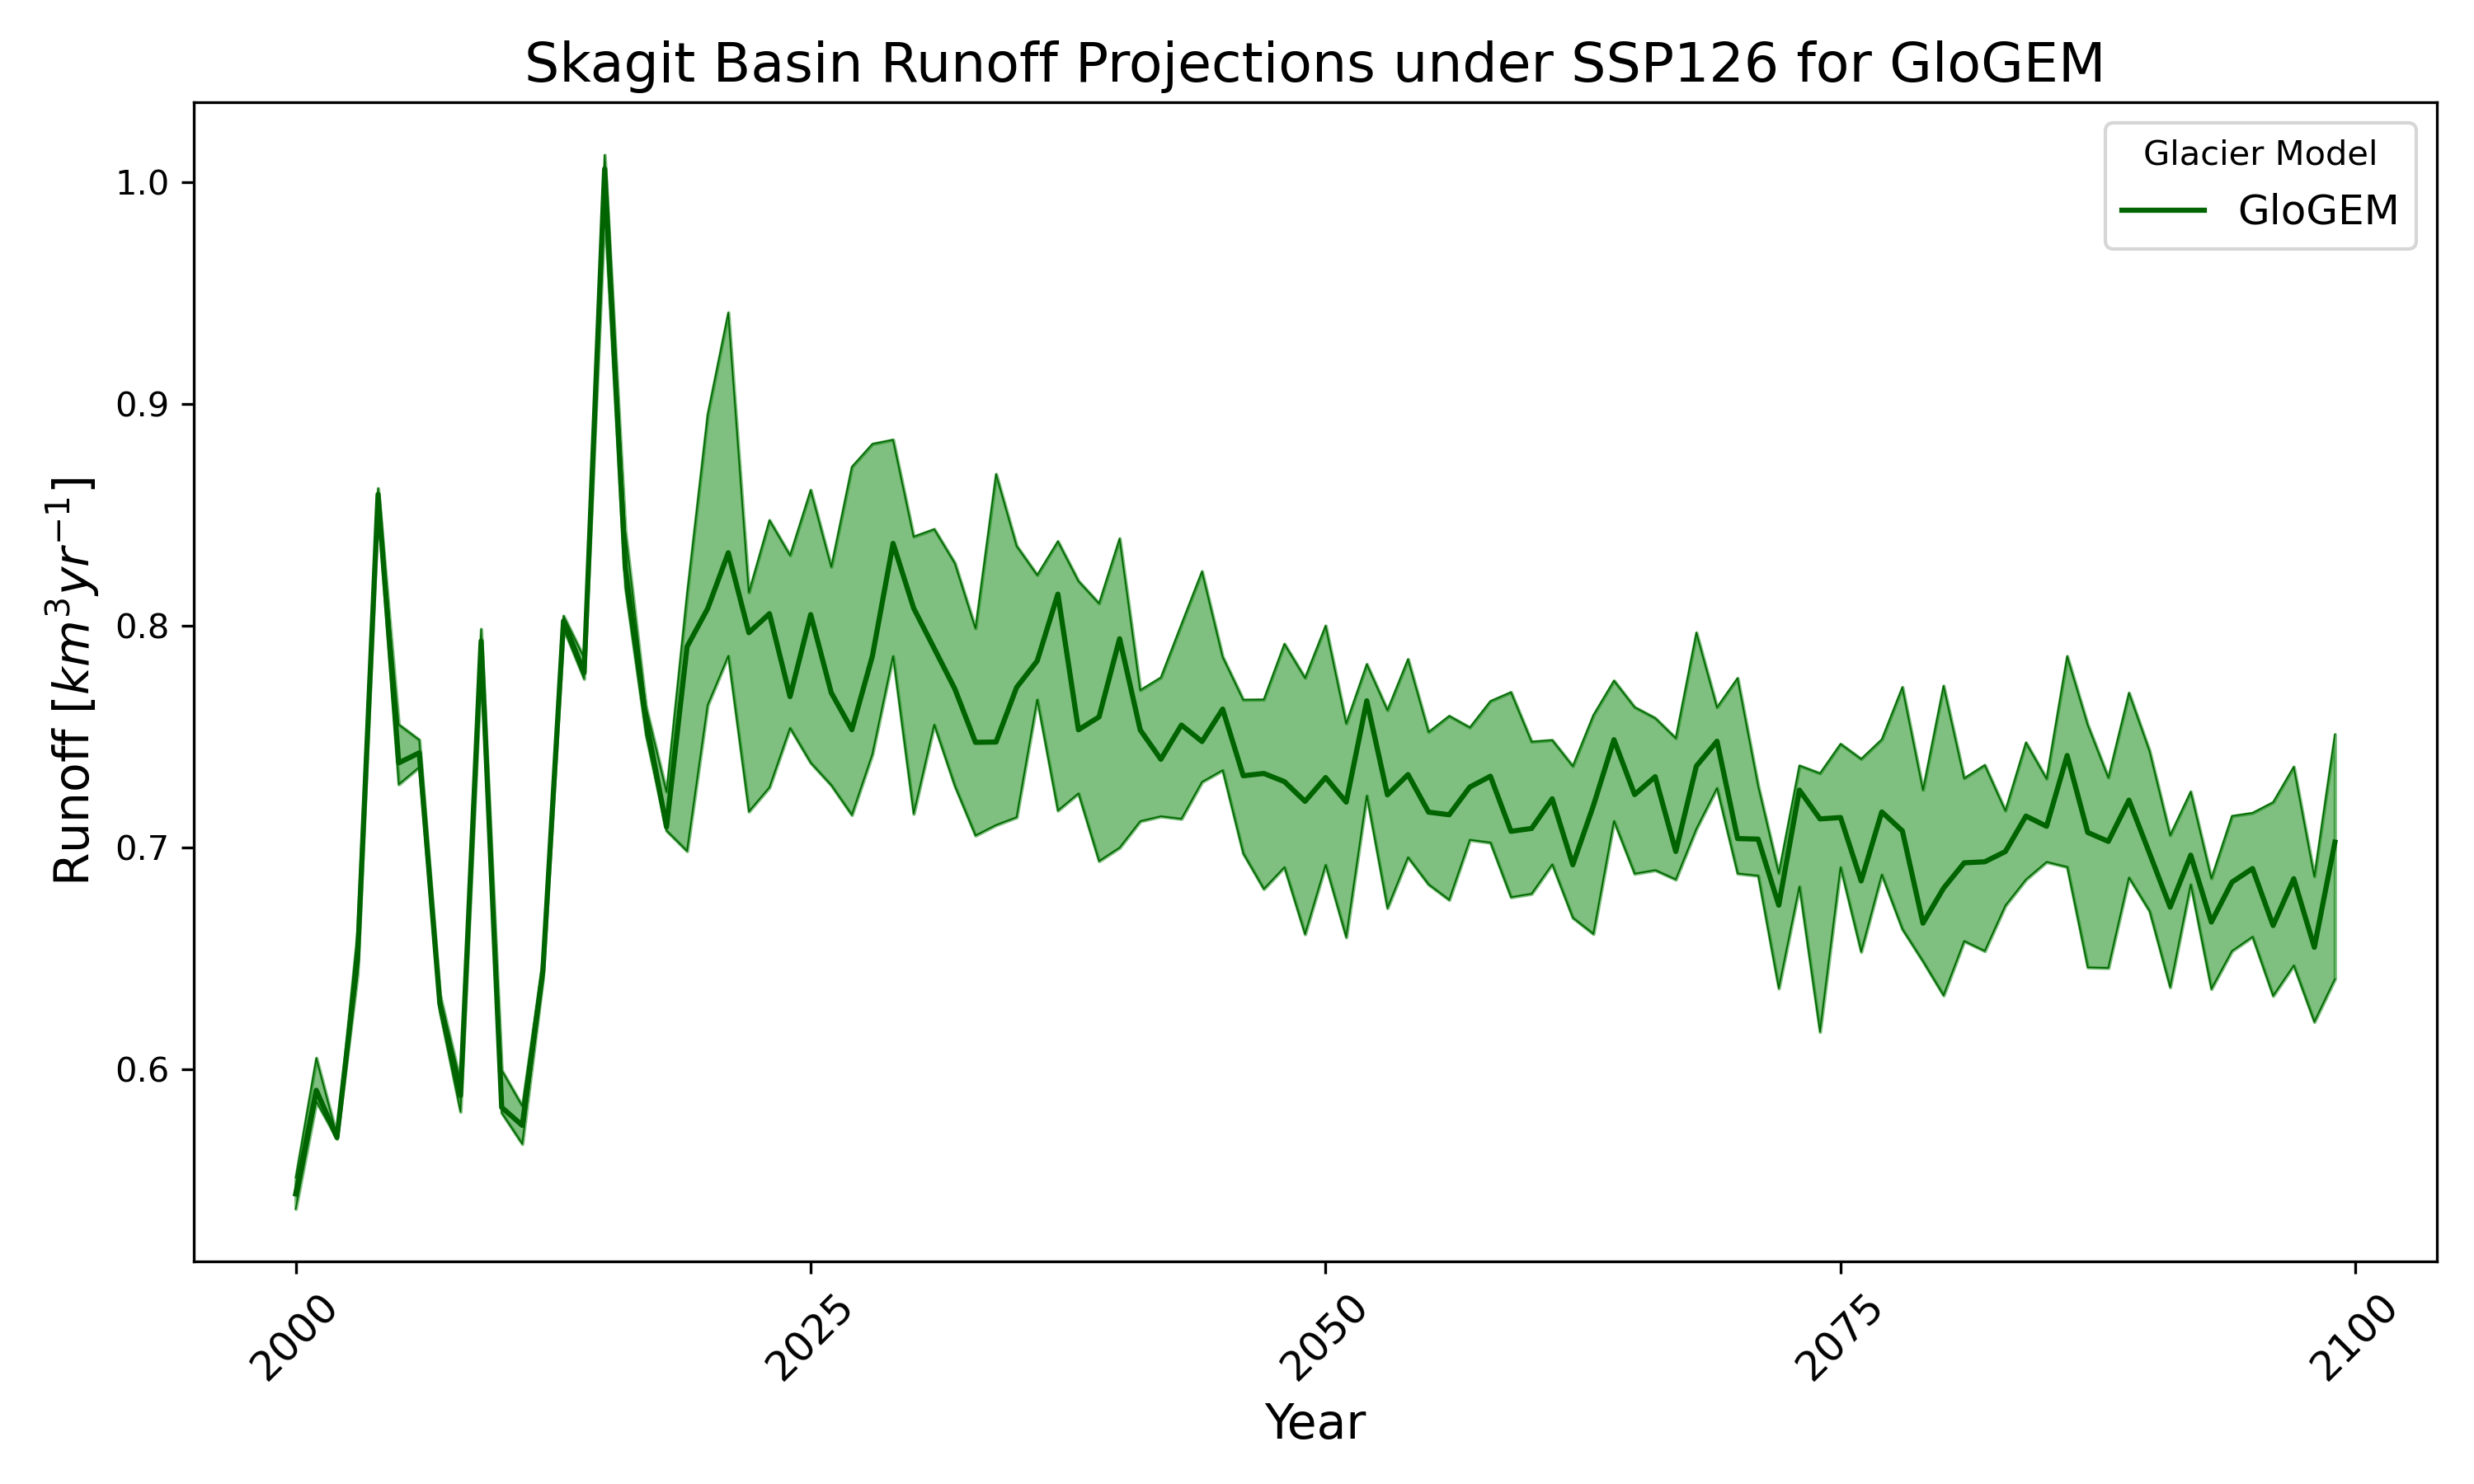 Skagit Basin Runoff Projections under SSP126 for GloGEM
Glacier Model
GloGEM
Runoff [km³yr⁻¹]
1.0
0.9
0.8
0.7
0.6
2000
2025
2050
2075
2100
Year